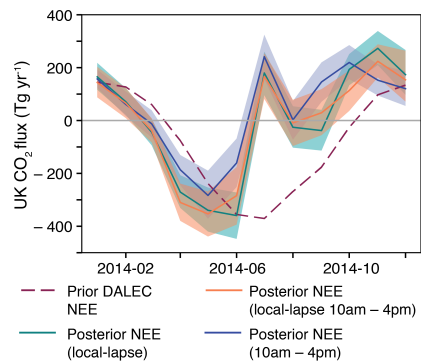 400
200
0
− 200
− 400
UK CO₂ flux (Tg yr⁻¹)
2014-02 2014-06 2014-10
Prior DALEC
NEE
Posterior NEE
(local-lapse)
Posterior NEE
(local-lapse 10am – 4pm)
Posterior NEE
(10am – 4pm)